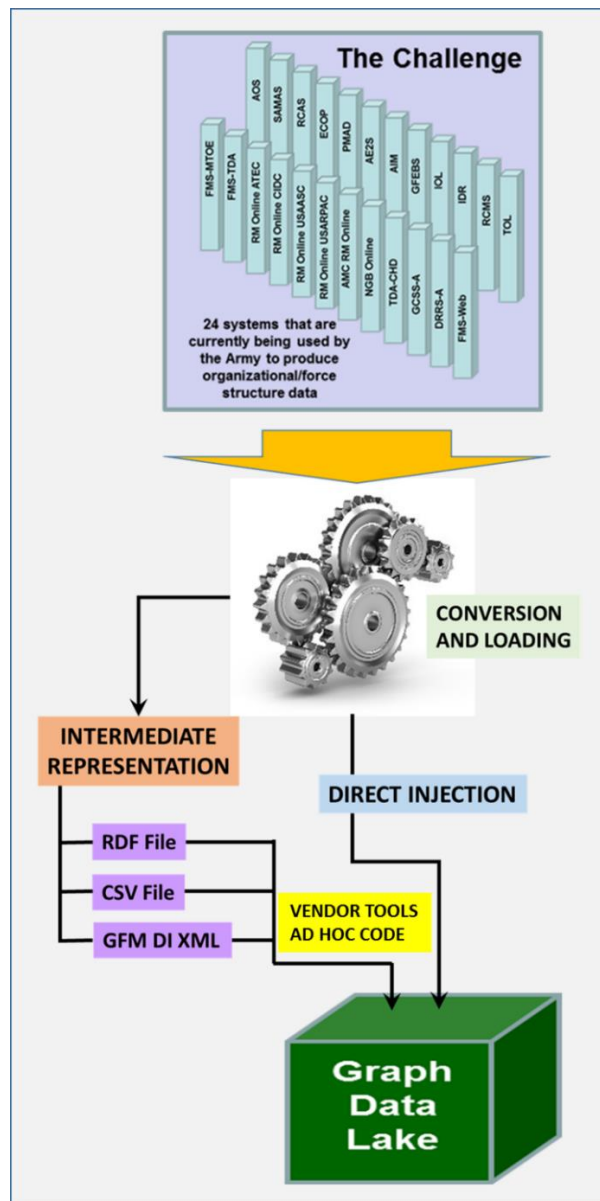 The Challenge
AOS
SAMAS
RCAS
ECOP
PMAD
AE2S
AIM
GFEBS
IOL
IDR
RCMS
TOL
FMS-MTOE
FMS-TDA
RM Online ATEC
RM Online CIDC
RM Online USAASC
RM Online USARPAC
AMC RM Online
NGB Online
TDA-CHD
GCSS-A
DRRS-A
FMS-Web
24 systems that are
currently being used by
the Army to produce
organizational/force
structure data
CONVERSION
AND LOADING
INTERMEDIATE
REPRESENTATION
DIRECT INJECTION
RDF File
CSV File
GFM DI XML
VENDOR TOOLS
AD HOC CODE
Graph
Data
Lake